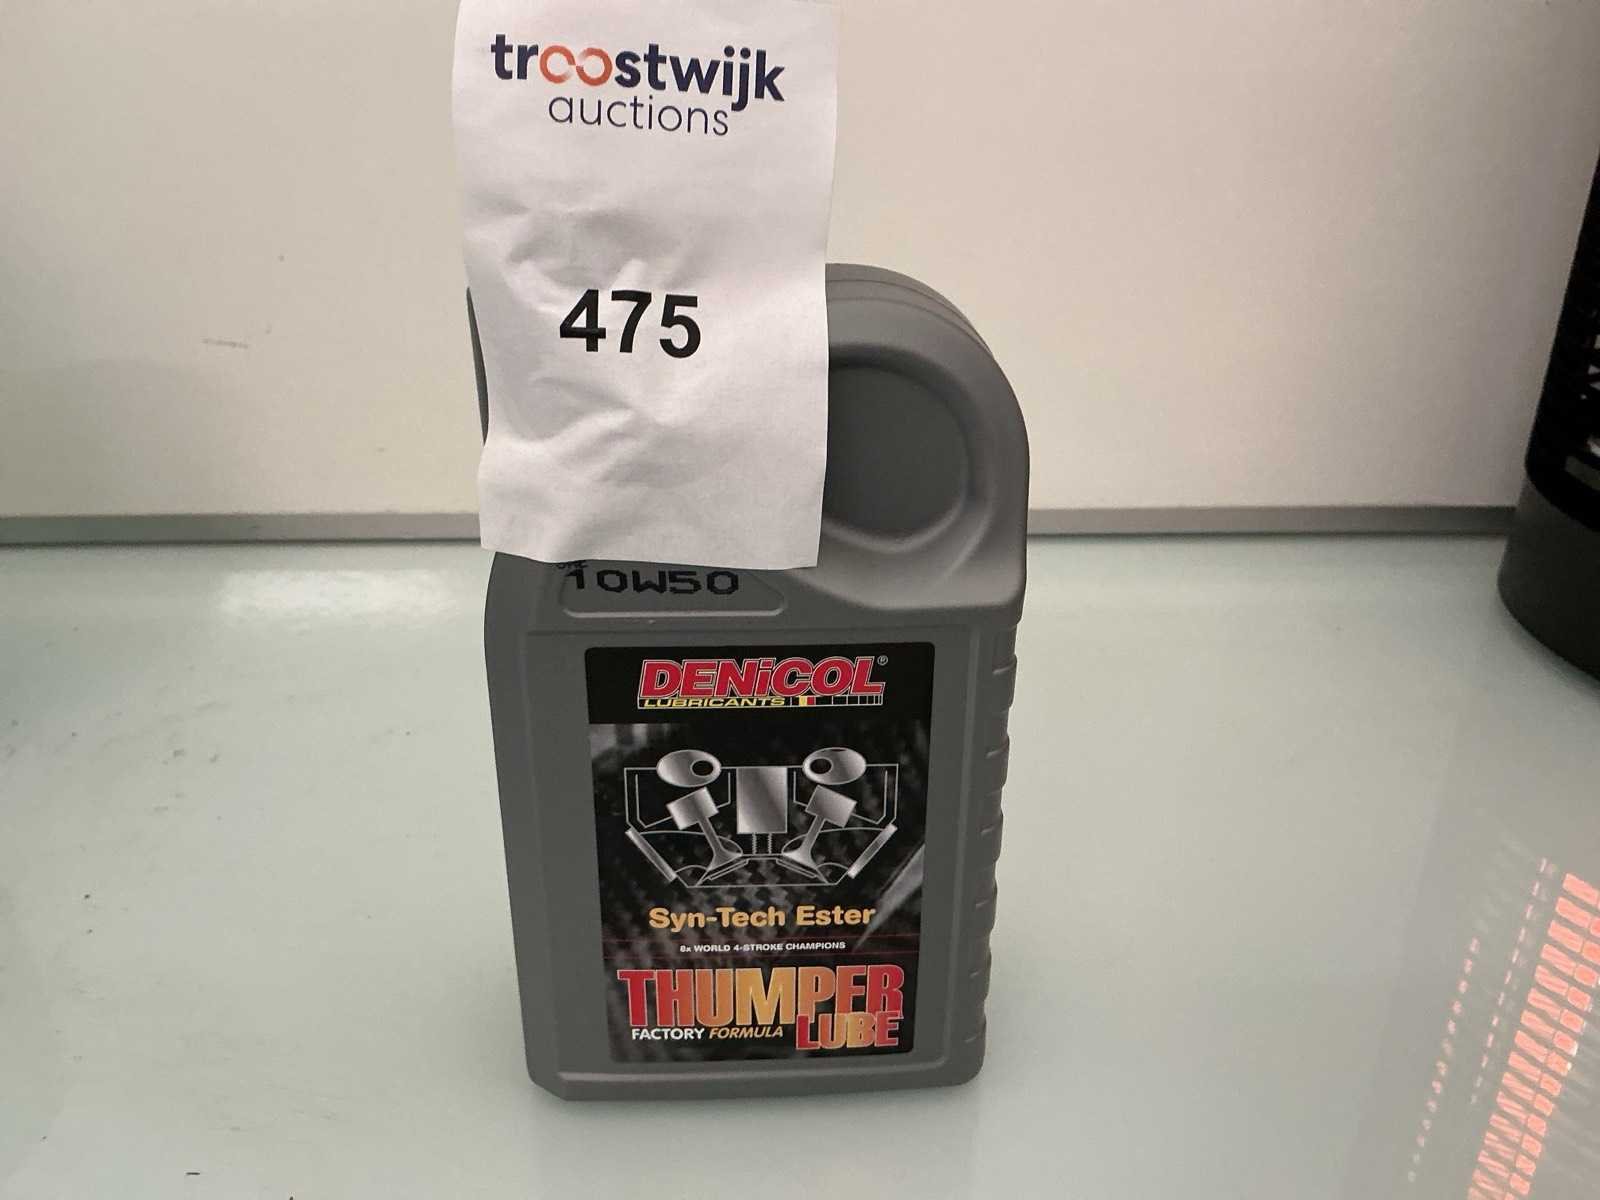 troostwijk
auctions
475
10W50
DENiCOL®
LUBRICANTS
Syn-Tech Ester
8x WORLD 4-STROKE CHAMPIONS
THUMPER
FACTORY FORMULA LUBE